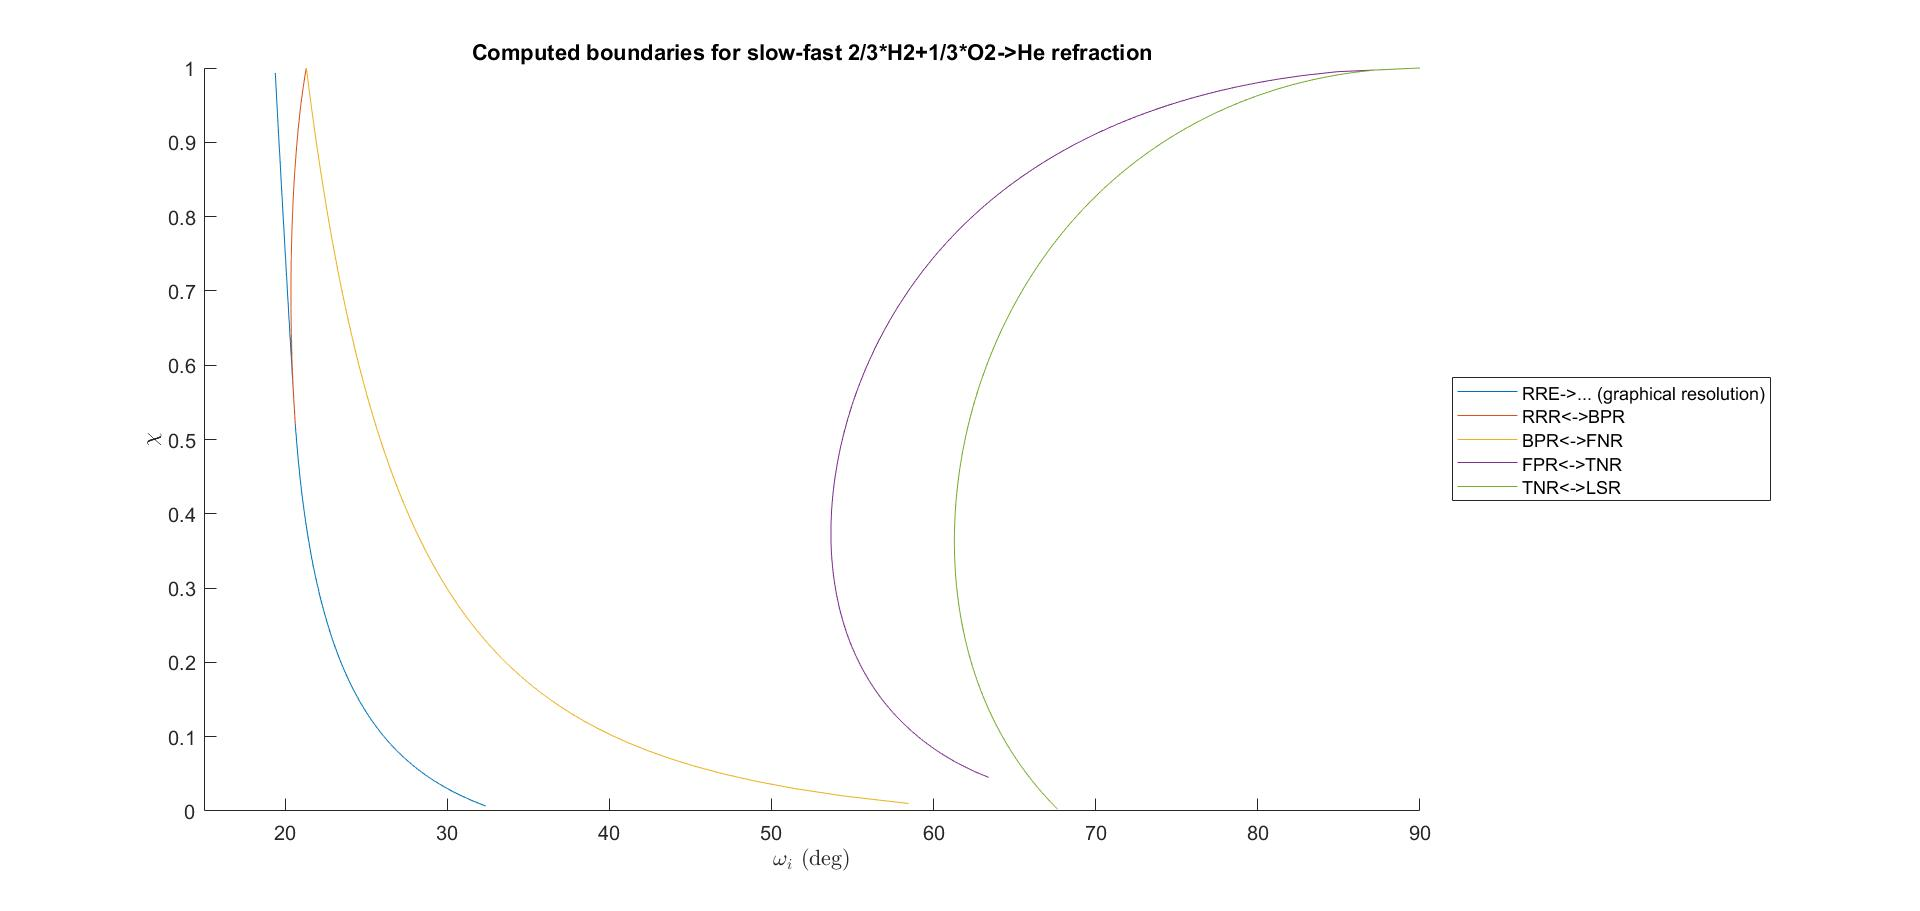 Computed boundaries for slow-fast 2/3*H2+1/3*O2->He refraction
1
0.9
0.8
0.7
0.6
0.5
0.4
0.3
0.2
0.1
0
χ
20 30 40 50 60 70 80 90
ωᵢ (deg)
RRE->... (graphical resolution)
RRR<->BPR
BPR<->FNR
FPR<->TNR
TNR<->LSR